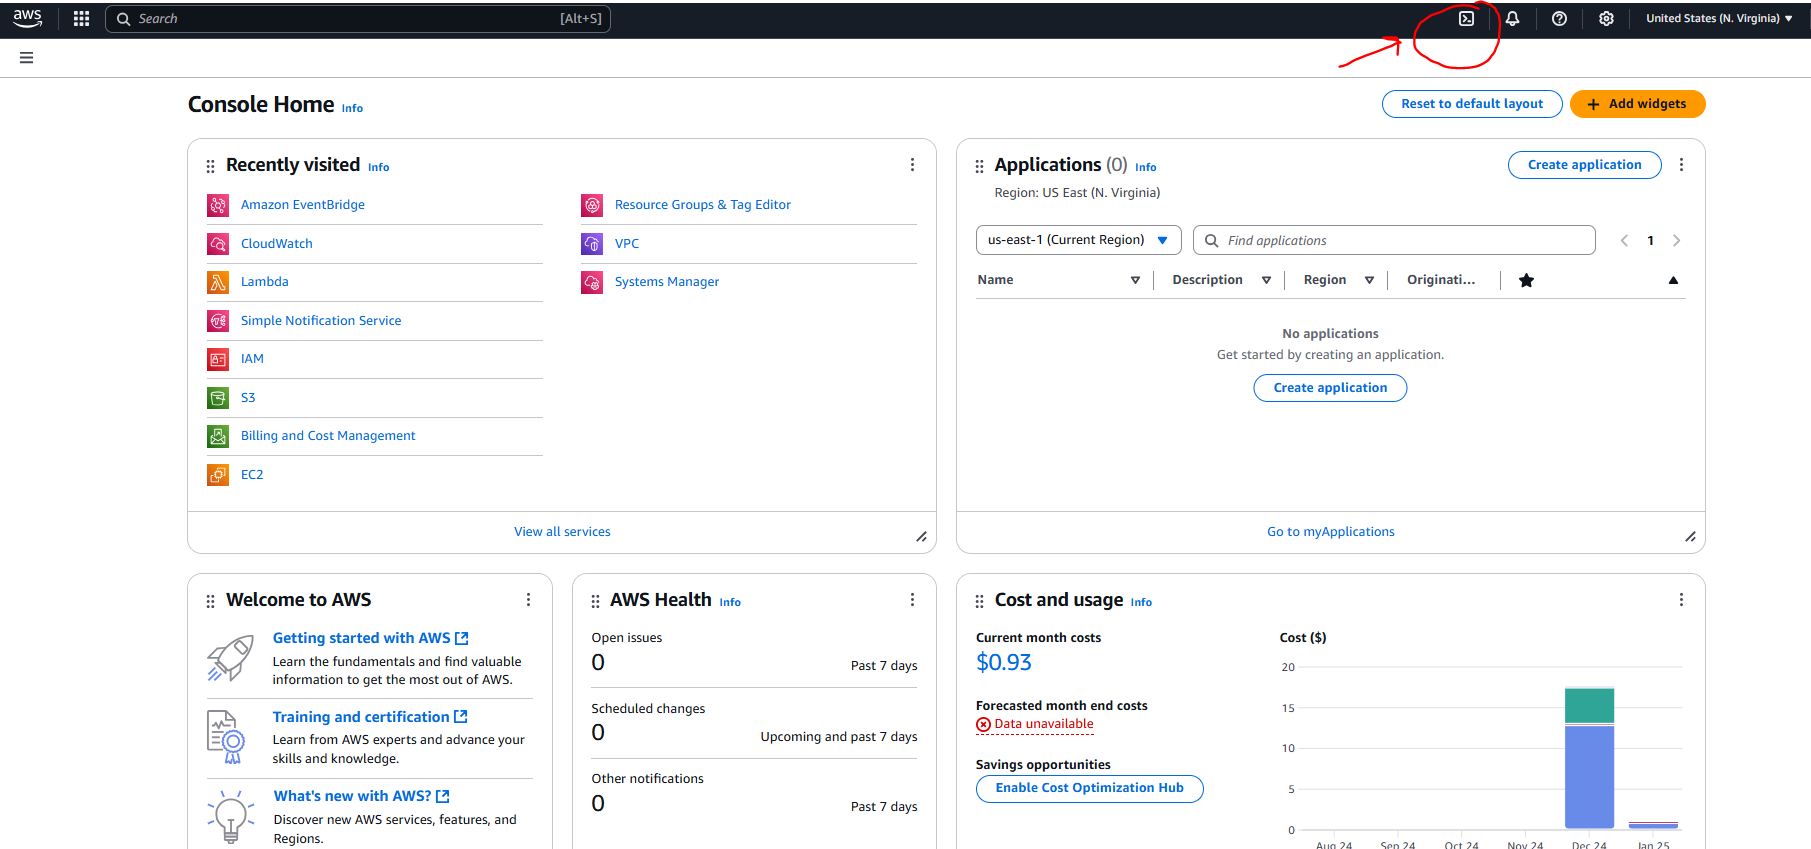 aws
Search [Alt+S]
United States (N. Virginia)
Console Home Info
Reset to default layout
+ Add widgets
Recently visited Info
Amazon EventBridge
CloudWatch
Lambda
Simple Notification Service
IAM
S3
Billing and Cost Management
EC2
Resource Groups & Tag Editor
VPC
Systems Manager
View all services
Applications (0) Info
Region: US East (N. Virginia)
Create application
us-east-1 (Current Region)
Find applications
1
Name Description Region Originati...
No applications
Get started by creating an application.
Create application
Go to myApplications
Welcome to AWS
Getting started with AWS
Learn the fundamentals and find valuable
information to get the most out of AWS.
Training and certification
Learn from AWS experts and advance your
skills and knowledge.
What's new with AWS?
Discover new AWS services, features, and
Regions.
AWS Health Info
Open issues
0 Past 7 days
Scheduled changes
0 Upcoming and past 7 days
Other notifications
0 Past 7 days
Cost and usage Info
Current month costs
$0.93
Forecasted month end costs
Data unavailable
Savings opportunities
Enable Cost Optimization Hub
Cost ($)
20
15
10
5
0
Aug 24 Sep 24 Oct 24 Nov 24 Dec 24 Jan 25